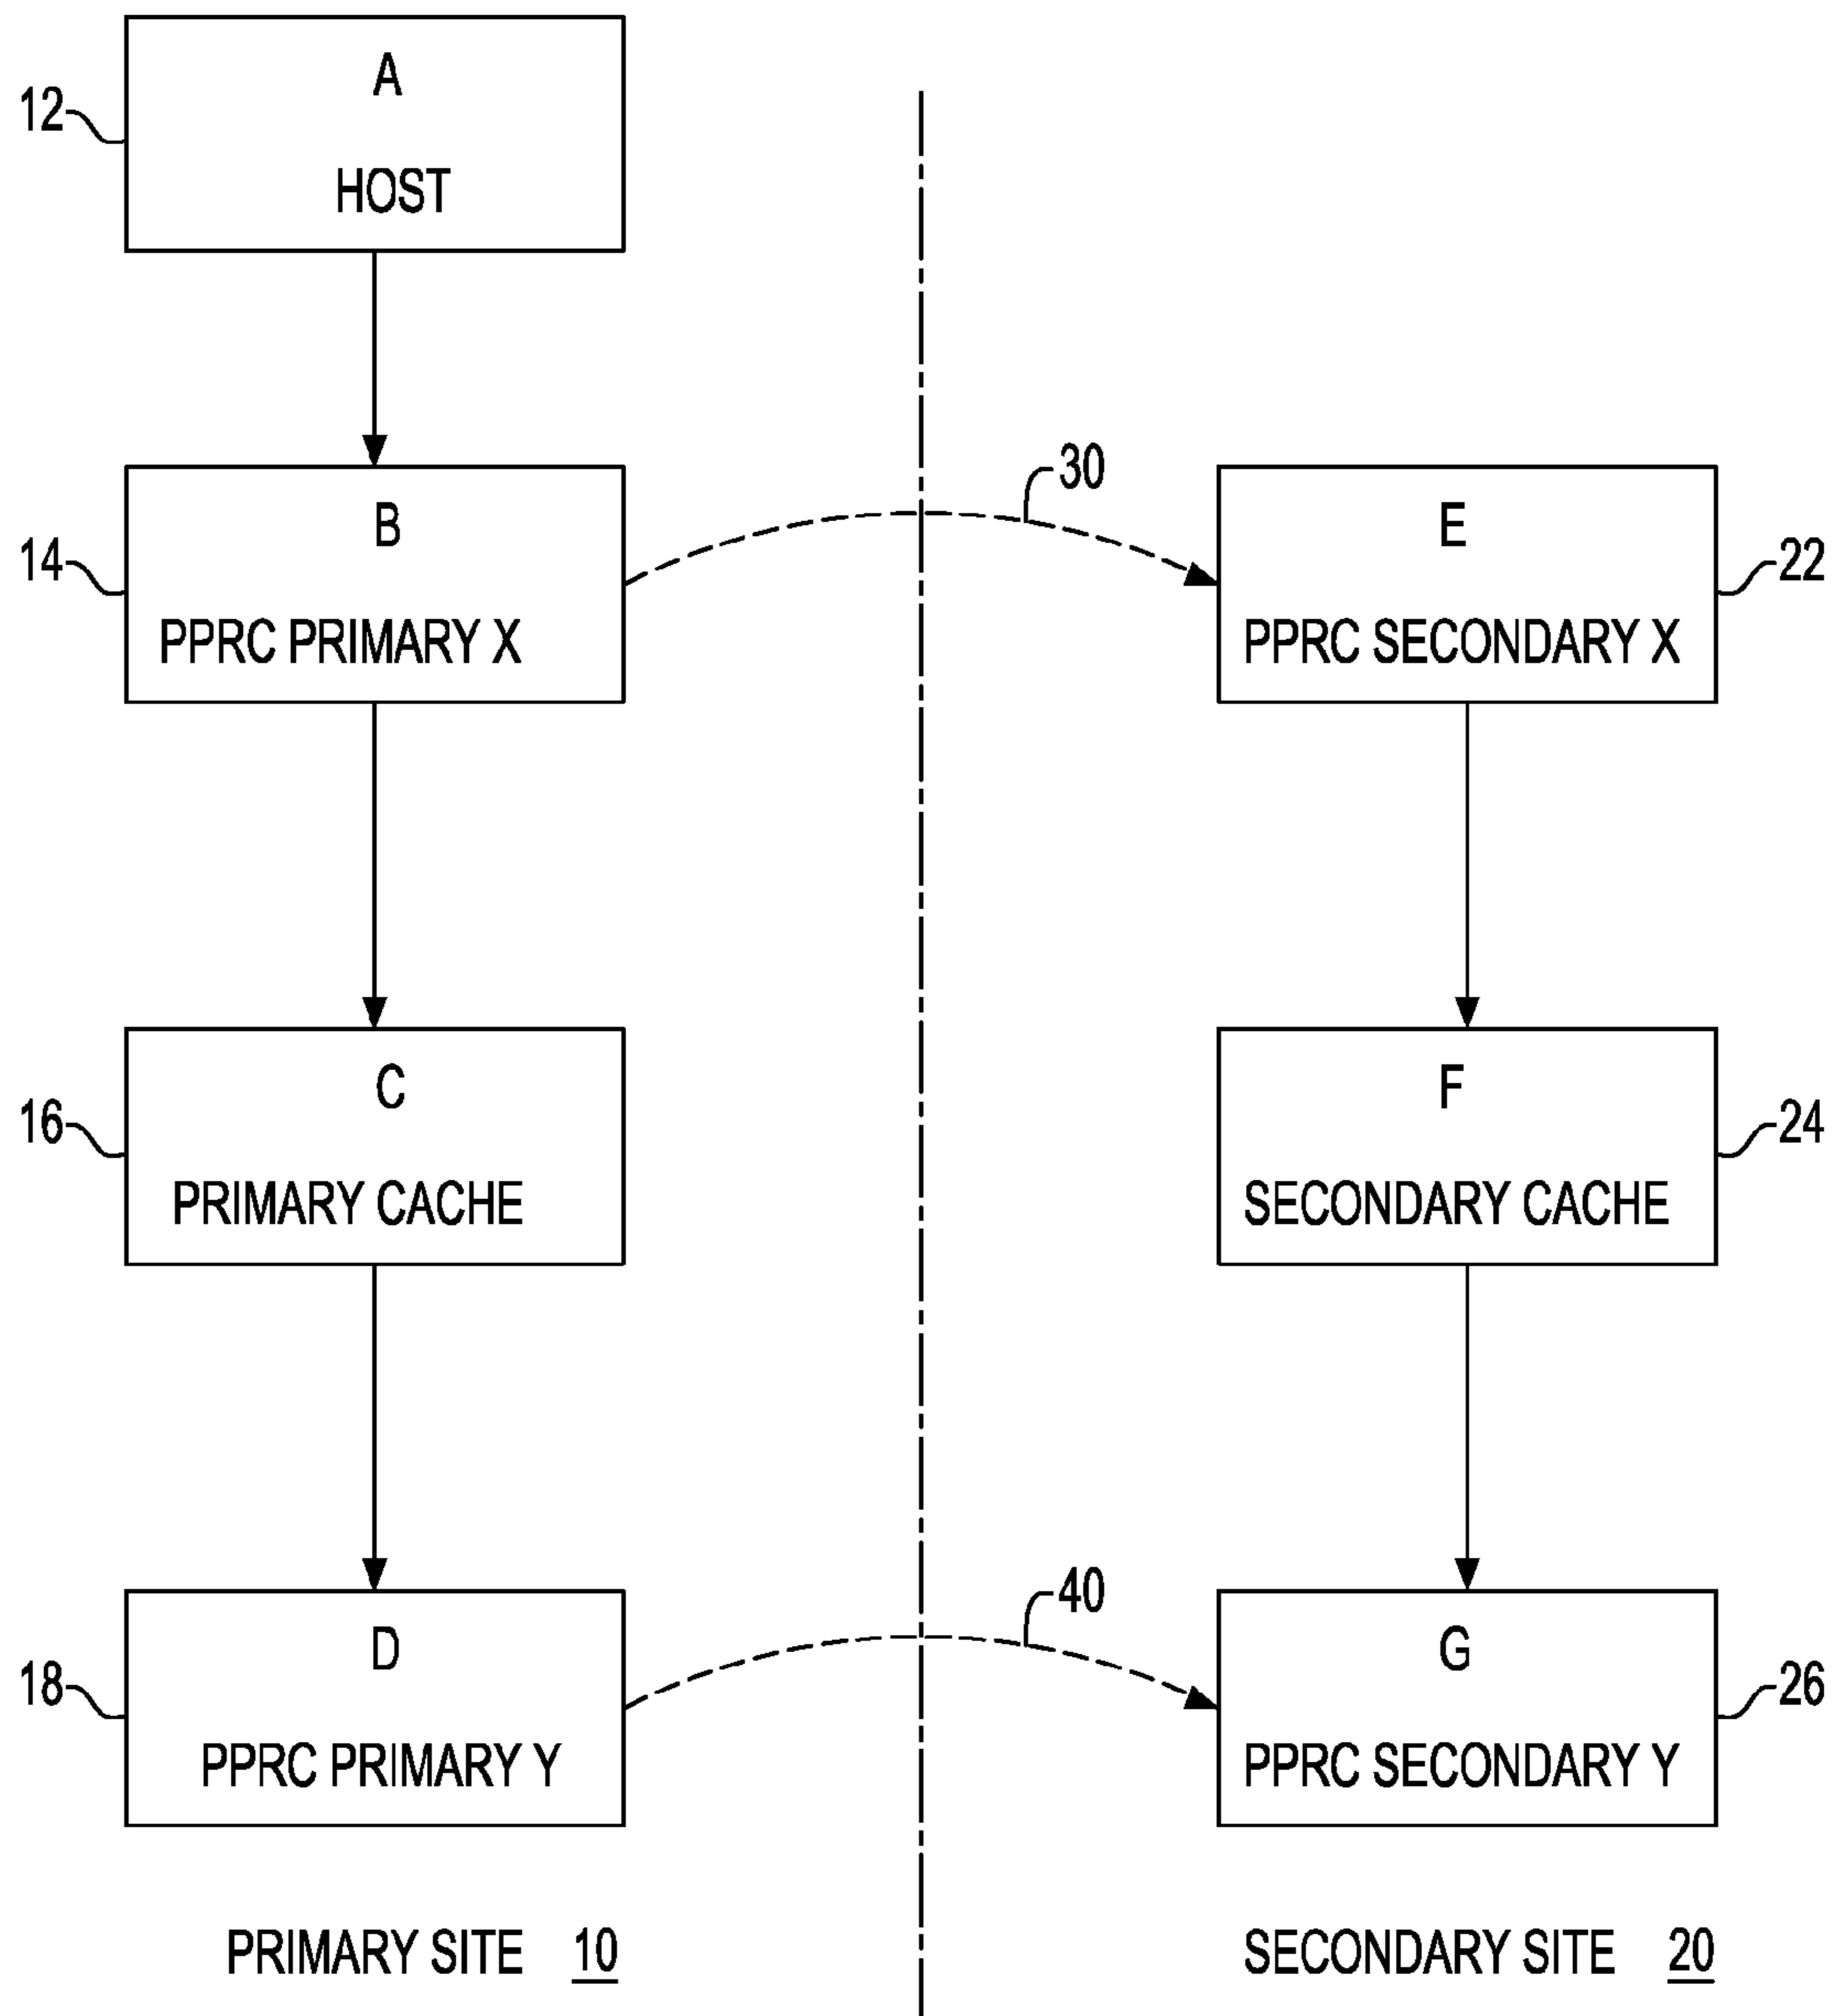 A
12
HOST
30
B
E
14
22
PPRC PRIMARY X
PPRC SECONDARY X
C
F
16
24
PRIMARY CACHE
SECONDARY CACHE
40
D
G
18
26
PPRC PRIMARY Y
PPRC SECONDARY Y
PRIMARY SITE 10
SECONDARY SITE 20